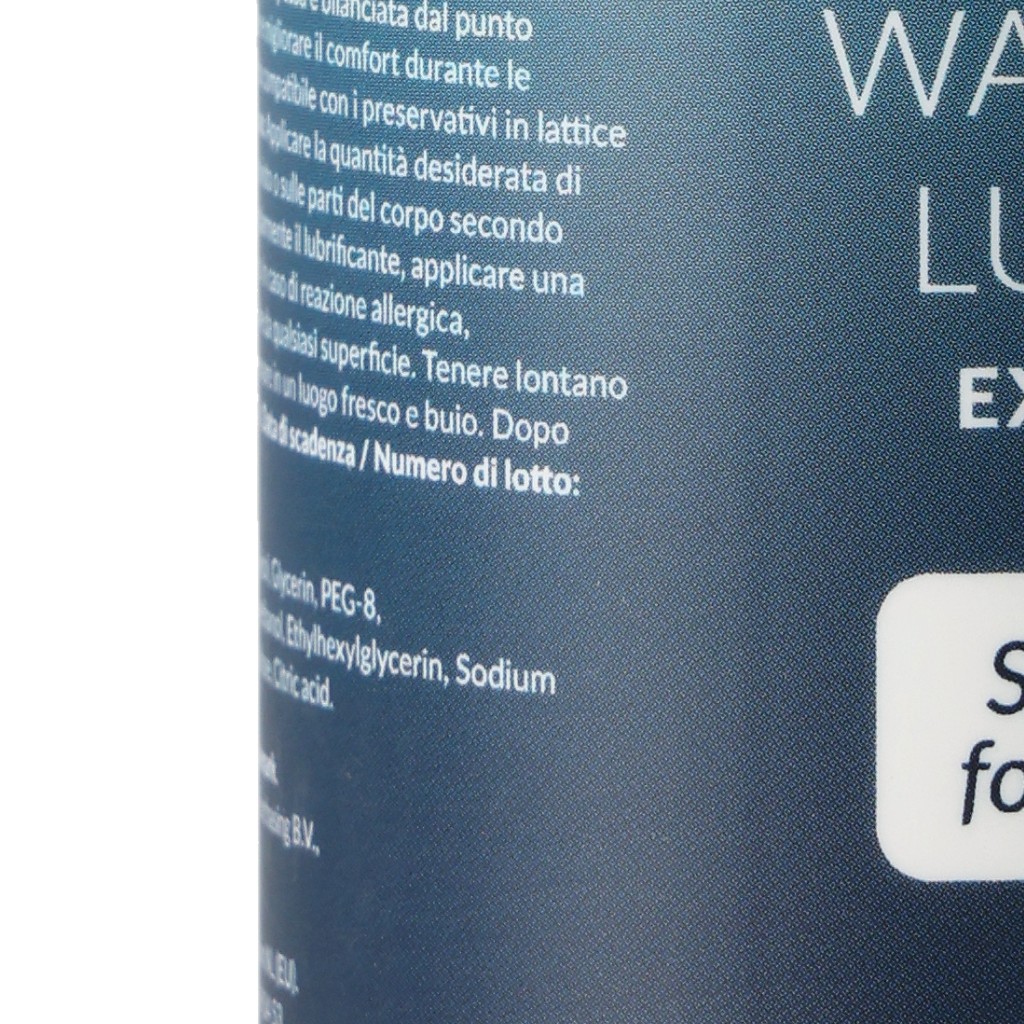 bilanciata dal punto
migliorare il comfort durante le
compatibile con i preservativi in lattice
Applicare la quantità desiderata di
o sulle parti del corpo secondo
il lubrificante, applicare una
caso di reazione allergica,
qualsiasi superficie. Tenere lontano
in un luogo fresco e buio. Dopo
Data di scadenza / Numero di lotto:
Glycerin, PEG-8,
Ethylhexylglycerin, Sodium
Citric acid.
B.V.,
(EU).
WA
LU
EX
S
fo